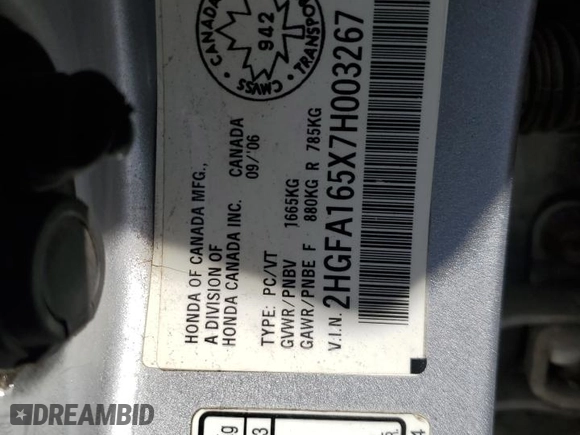 HONDA OF CANADA MFG.,
A DIVISION OF
HONDA CANADA INC.
CANADA
09/'06
TYPE: PC/VT
GVWR/PNBV 1665KG
GAWR/PNBE F 880KG R 785KG
V.I.N. 2HGFA165X7H003267
CANADA
942
TRANSPO
CMVSS
DREAMBID